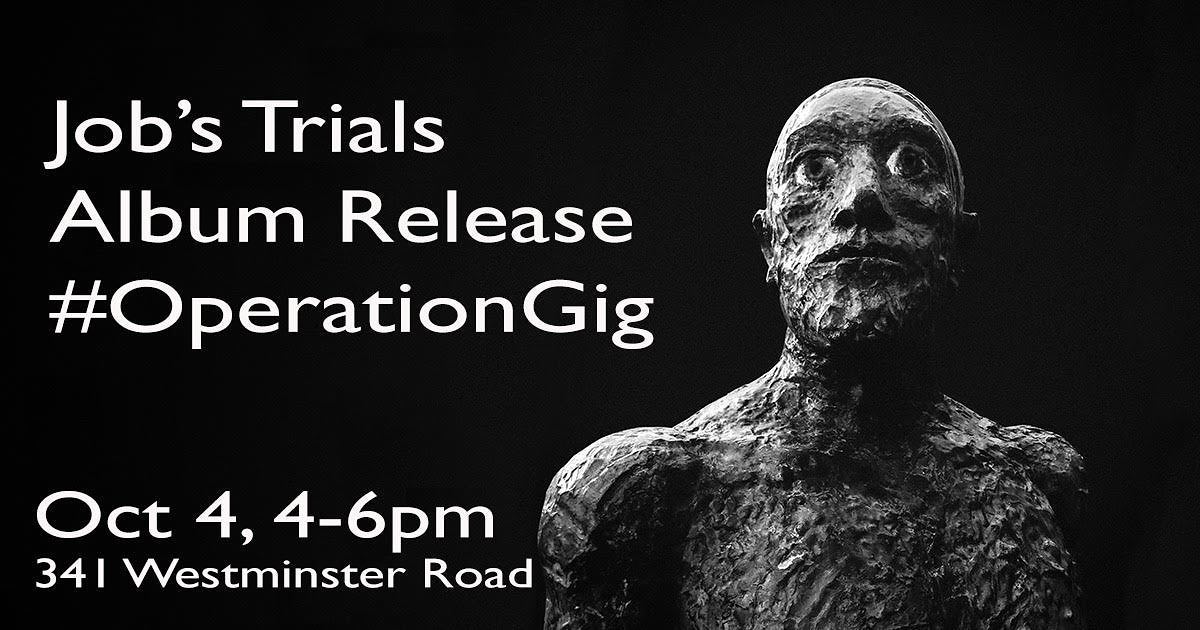 Job’s Trials
Album Release
#OperationGig
Oct 4, 4-6pm
341 Westminster Road